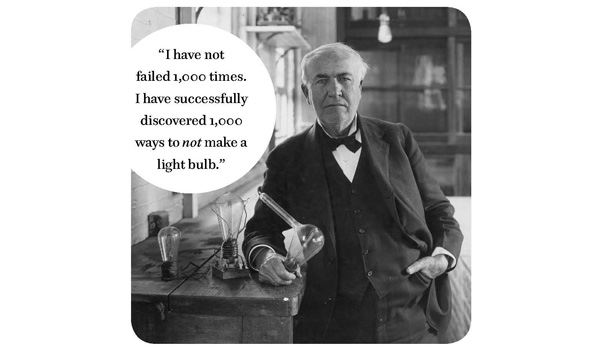 “I have not
failed 1,000 times.
I have successfully
discovered 1,000
ways to not make a
light bulb.”